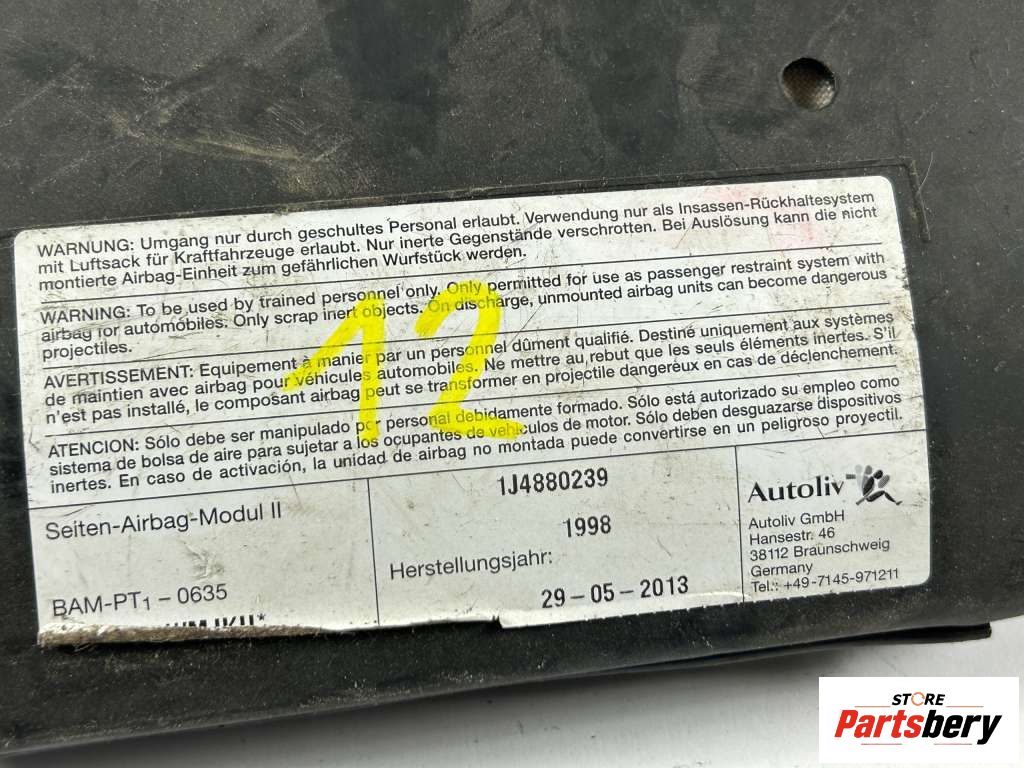 WARNUNG: Umgang nur durch geschultes Personal erlaubt. Verwendung nur als Insassen-Rückhaltesystem
mit Luftsack für Kraftfahrzeuge erlaubt. Nur inerte Gegenstände verschrotten. Bei Auslösung kann die nicht
montierte Airbag-Einheit zum gefährlichen Wurfstück werden.
WARNING: To be used by trained personnel only. Only permitted for use as passenger restraint system with
airbag for automobiles. Only scrap inert objects. On discharge, unmounted airbag units can become dangerous
projectiles.
AVERTISSEMENT: Equipement à manier par un personnel dûment qualifié. Destiné uniquement aux systèmes
de maintien avec airbag pour véhicules automobiles. Ne mettre au rebut que les seuls éléments inertes. S'il
n'est pas installé, le composant airbag peut se transformer en projectile dangeréux en cas de déclenchement.
ATENCION: Sólo debe ser manipulado por personal debidamente formado. Sólo está autorizado su empleo como
sistema de bolsa de aire para sujetar a los ocupantes de vehiculos de motor. Sólo deben desguazarse dispositivos
inertes. En caso de activación, la unidad de airbag no montada puede convertirse en un peligroso proyectil.
12
Seiten-Airbag-Modul II
BAM-PT1 - 0635
1J4880239
1998
Herstellungsjahr:
29-05-2013
Autoliv
Autoliv GmbH
Hansestr. 46
38112 Braunschweig
Germany
Tel.: +49-7145-971211
STORE
Partsbery